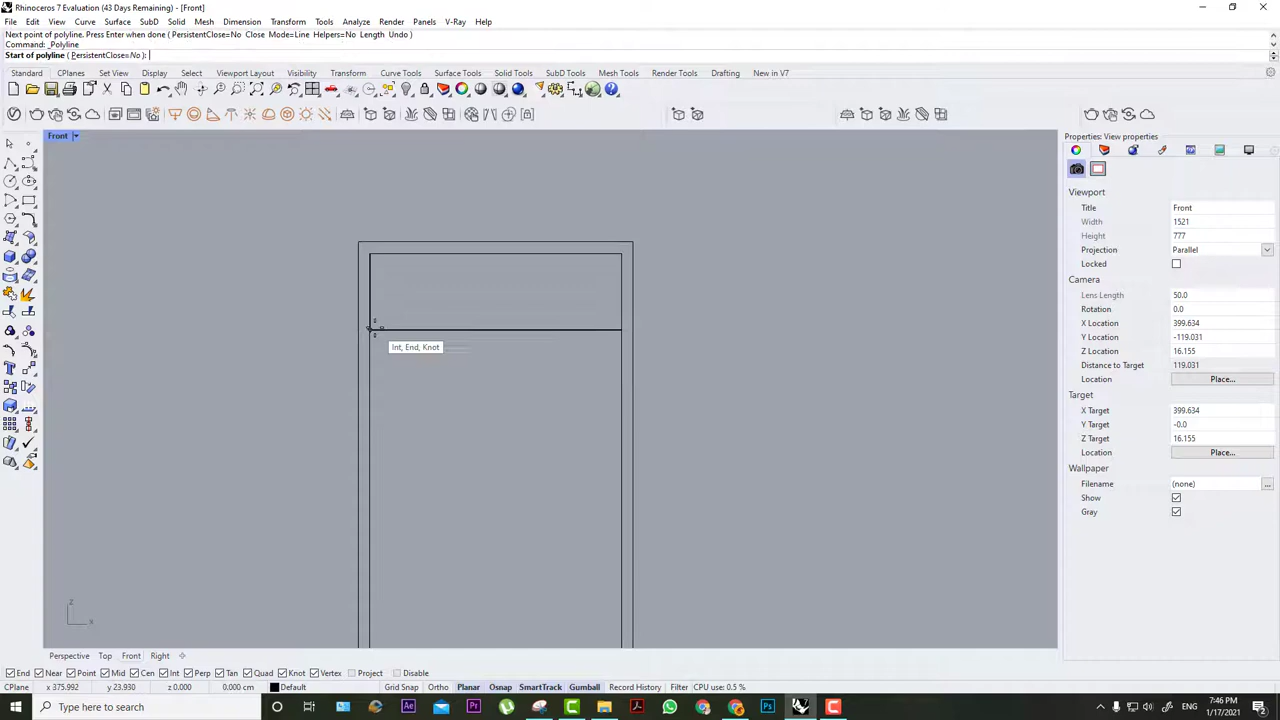 Rhinoceros 7 Evaluation (43 Days Remaining) - [Front]
File Edit View Curve Surface SubD Solid Mesh Dimension Transform Tools Analyze Render Panels V-Ray Help
Next point of polyline. Press Enter when done ( PersistentClose=No Close Mode=Line Helpers=No Length Undo )
Command: _Polyline
Start of polyline ( PersistentClose=No ):
Standard CPlanes Set View Display Select Viewport Layout Visibility Transform Curve Tools Surface Tools Solid Tools SubD Tools Mesh Tools Render Tools Drafting New in V7
Front
Properties: View properties
Viewport
Title Front
Width 1521
Height 777
Projection Parallel
Locked
Camera
Lens Length 50.0
Rotation 0.0
X Location 399.634
Y Location -119.031
Z Location 16.155
Distance to Target 119.031
Location Place...
Target
X Target 399.634
Y Target -0.0
Z Target 16.155
Location Place...
Wallpaper
Filename (none) ...
Show
Gray
Int, End, Knot
z
x
Perspective Top Front Right
End Near Point Mid Cen Int Perp Tan Quad Knot Vertex Project Disable
CPlane x 375.992 y 23.930 z 0.000 0.000 cm Default Grid Snap Ortho Planar Osnap SmartTrack Gumball Record History Filter CPU use: 0.5 %
Type here to search
Ae Pr Ps
7:46 PM
1/17/2021